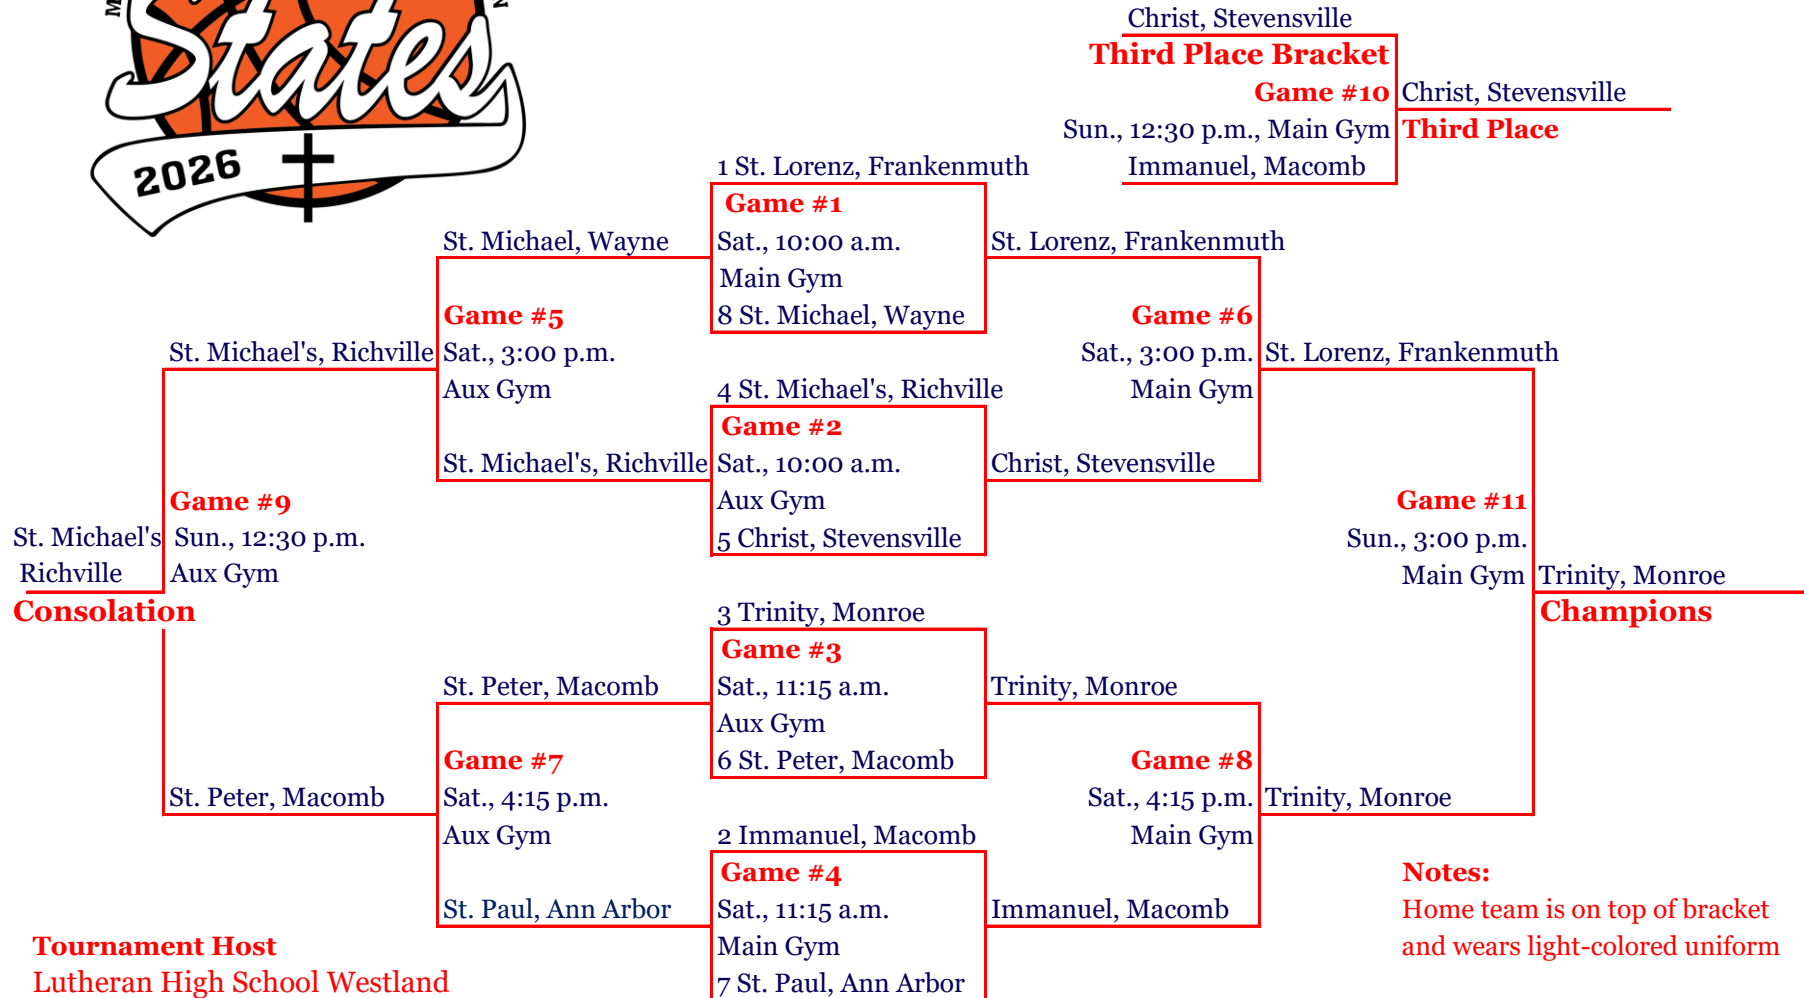 States
2026
Christ, Stevensville
Third Place Bracket
Game #10
Christ, Stevensville
Sun., 12:30 p.m., Main Gym
Third Place
Immanuel, Macomb
1 St. Lorenz, Frankenmuth
Game #1
St. Michael, Wayne
Sat., 10:00 a.m.
St. Lorenz, Frankenmuth
Main Gym
Game #5
8 St. Michael, Wayne
Game #6
St. Michael's, Richville
Sat., 3:00 p.m.
Sat., 3:00 p.m.
St. Lorenz, Frankenmuth
Aux Gym
4 St. Michael's, Richville
Main Gym
Game #2
St. Michael's, Richville
Sat., 10:00 a.m.
Christ, Stevensville
Game #9
Aux Gym
Game #11
St. Michael's
Sun., 12:30 p.m.
5 Christ, Stevensville
Sun., 3:00 p.m.
Richville
Aux Gym
Main Gym
Trinity, Monroe
Consolation
3 Trinity, Monroe
Champions
Game #3
St. Peter, Macomb
Sat., 11:15 a.m.
Trinity, Monroe
Aux Gym
Game #7
6 St. Peter, Macomb
Game #8
St. Peter, Macomb
Sat., 4:15 p.m.
Sat., 4:15 p.m.
Trinity, Monroe
Aux Gym
2 Immanuel, Macomb
Main Gym
Game #4
Notes:
St. Paul, Ann Arbor
Sat., 11:15 a.m.
Immanuel, Macomb
Home team is on top of bracket
Tournament Host
Main Gym
and wears light-colored uniform
Lutheran High School Westland
7 St. Paul, Ann Arbor